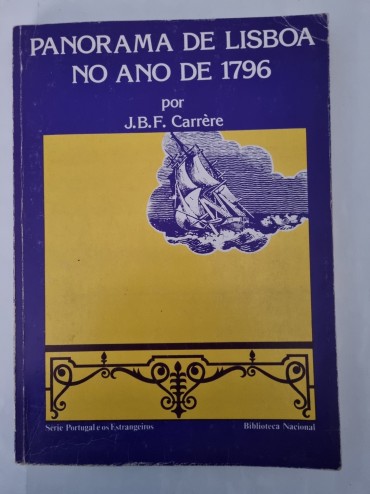 PANORAMA DE LISBOA
NO ANO DE 1796
por
J.B.F. Carrère
Série Portugal e os Estrangeiros
Biblioteca Nacional